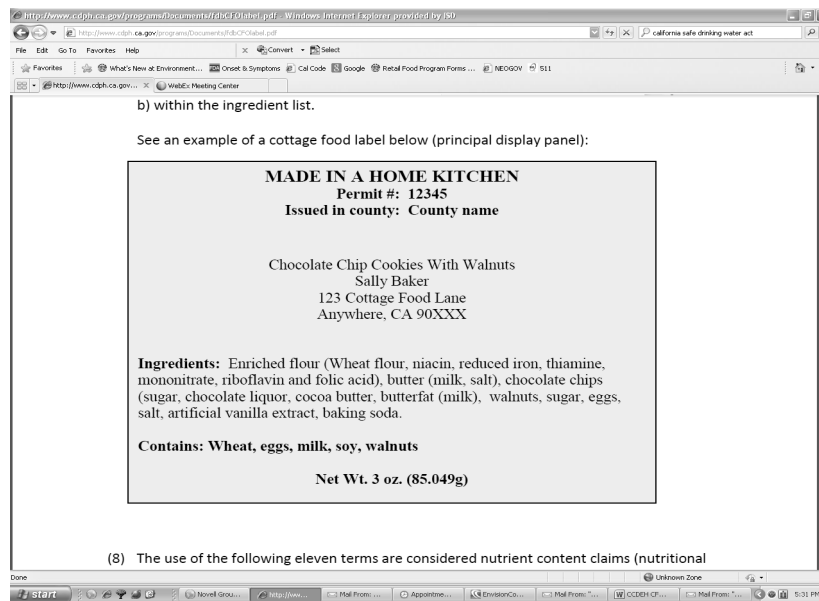 http://www.cdph.ca.gov/programs/Documents/fdbCFOlabel.pdf - Windows Internet Explorer provided by ISD
http://www.cdph.ca.gov/programs/Documents/fdbCFOlabel.pdf
california safe drinking water act
File Edit Go To Favorites Help
Convert Select
Favorites What's New at Environment... Onset & Symptoms Cal Code Google Retail Food Program Forms ... NEOGOV 511
http://www.cdph.ca.gov... WebEx Meeting Center
b) within the ingredient list.
See an example of a cottage food label below (principal display panel):
MADE IN A HOME KITCHEN
Permit #: 12345
Issued in county: County name
Chocolate Chip Cookies With Walnuts
Sally Baker
123 Cottage Food Lane
Anywhere, CA 90XXX
Ingredients: Enriched flour (Wheat flour, niacin, reduced iron, thiamine,
mononitrate, riboflavin and folic acid), butter (milk, salt), chocolate chips
(sugar, chocolate liquor, cocoa butter, butterfat (milk), walnuts, sugar, eggs,
salt, artificial vanilla extract, baking soda.
Contains: Wheat, eggs, milk, soy, walnuts
Net Wt. 3 oz. (85.049g)
(8) The use of the following eleven terms are considered nutrient content claims (nutritional
Done
Unknown Zone
start
Novell Grou...
http://ww...
Mail From: ...
Appointme...
EnvisionCo...
Mail From: "...
CCDEH CF...
Mail From: "...
5:31 PM